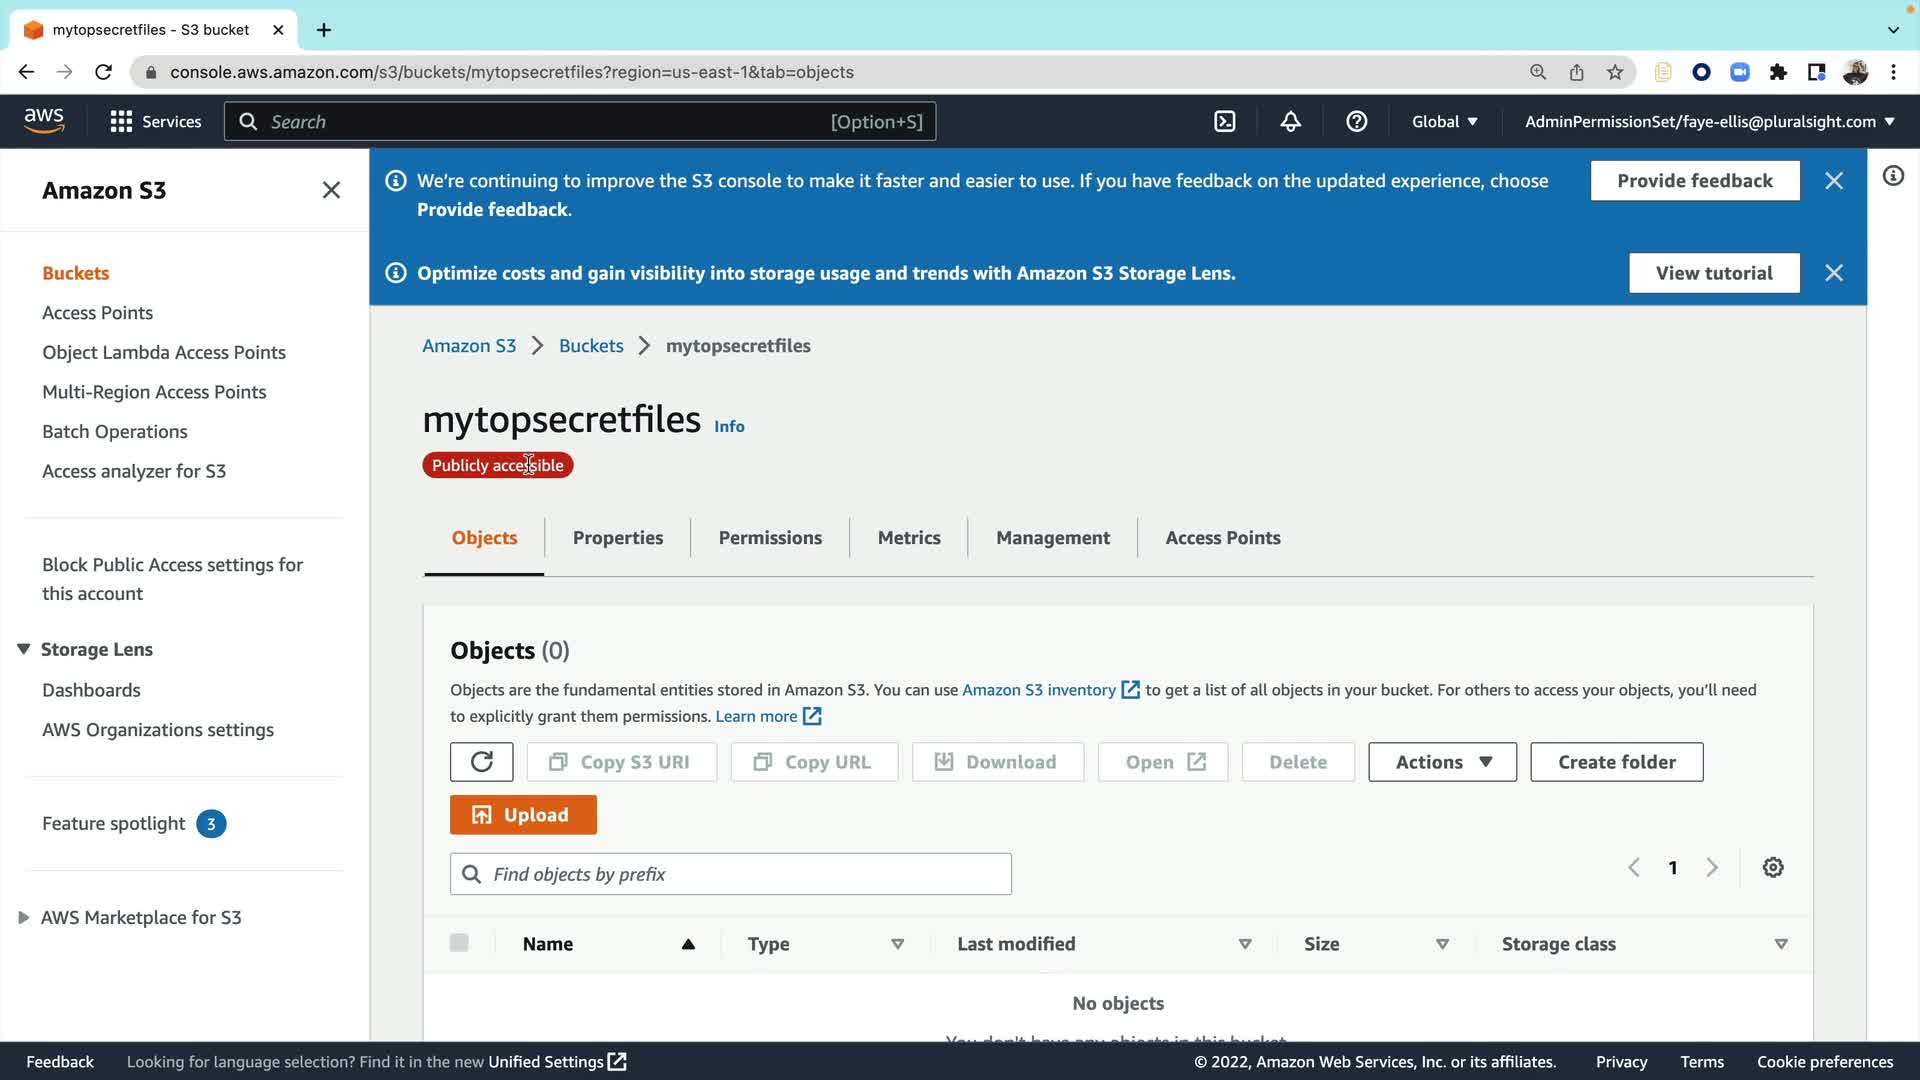 mytopsecretfiles - S3 bucket
console.aws.amazon.com/s3/buckets/mytopsecretfiles?region=us-east-1&tab=objects
aws
Services
Search
[Option+S]
Global
AdminPermissionSet/faye-ellis@pluralsight.com
Amazon S3
Buckets
Access Points
Object Lambda Access Points
Multi-Region Access Points
Batch Operations
Access analyzer for S3
Block Public Access settings for
this account
Storage Lens
Dashboards
AWS Organizations settings
Feature spotlight 3
AWS Marketplace for S3
We're continuing to improve the S3 console to make it faster and easier to use. If you have feedback on the updated experience, choose
Provide feedback.
Provide feedback
Optimize costs and gain visibility into storage usage and trends with Amazon S3 Storage Lens.
View tutorial
Amazon S3 > Buckets > mytopsecretfiles
mytopsecretfiles Info
Publicly accessible
Objects
Properties
Permissions
Metrics
Management
Access Points
Objects (0)
Objects are the fundamental entities stored in Amazon S3. You can use Amazon S3 inventory to get a list of all objects in your bucket. For others to access your objects, you'll need
to explicitly grant them permissions. Learn more
Copy S3 URI
Copy URL
Download
Open
Delete
Actions
Create folder
Upload
Find objects by prefix
1
Name
Type
Last modified
Size
Storage class
No objects
You don't have any objects in this bucket
Feedback
Looking for language selection? Find it in the new Unified Settings
© 2022, Amazon Web Services, Inc. or its affiliates.
Privacy
Terms
Cookie preferences